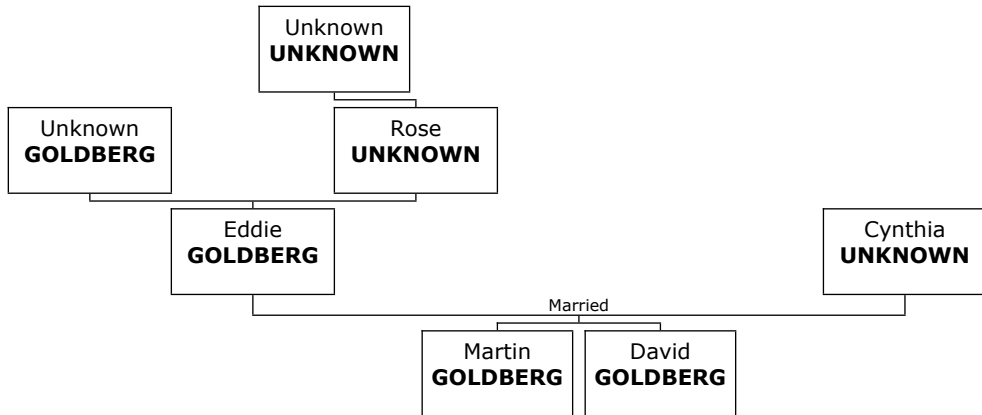 Unknown
UNKNOWN
Unknown
GOLDBERG
Rose
UNKNOWN
Eddie
GOLDBERG
Cynthia
UNKNOWN
Married
Martin
GOLDBERG
David
GOLDBERG